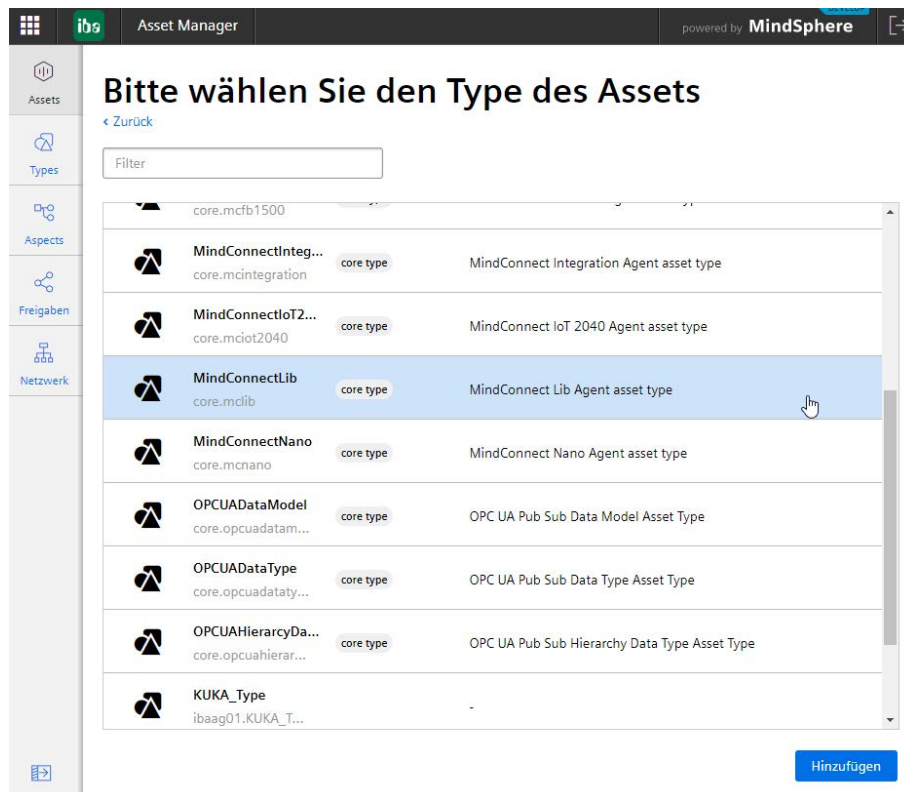 iba Asset Manager powered by MindSphere
Assets
Types
Aspects
Freigaben
Netzwerk
Bitte wählen Sie den Type des Assets
‹ Zurück
Filter
core.mcfb1500
MindConnectInteg...
core.mcintegration
core type
MindConnect Integration Agent asset type
MindConnectIoT2...
core.mciot2040
core type
MindConnect IoT 2040 Agent asset type
MindConnectLib
core.mclib
core type
MindConnect Lib Agent asset type
MindConnectNano
core.mcnano
core type
MindConnect Nano Agent asset type
OPCUADataModel
core.opcuadatam...
core type
OPC UA Pub Sub Data Model Asset Type
OPCUADataType
core.opcuadataty...
core type
OPC UA Pub Sub Data Type Asset Type
OPCUAHierarcyDa...
core.opcuahierar...
core type
OPC UA Pub Sub Hierarchy Data Type Asset Type
KUKA_Type
ibaag01.KUKA_T...
-
Hinzufügen